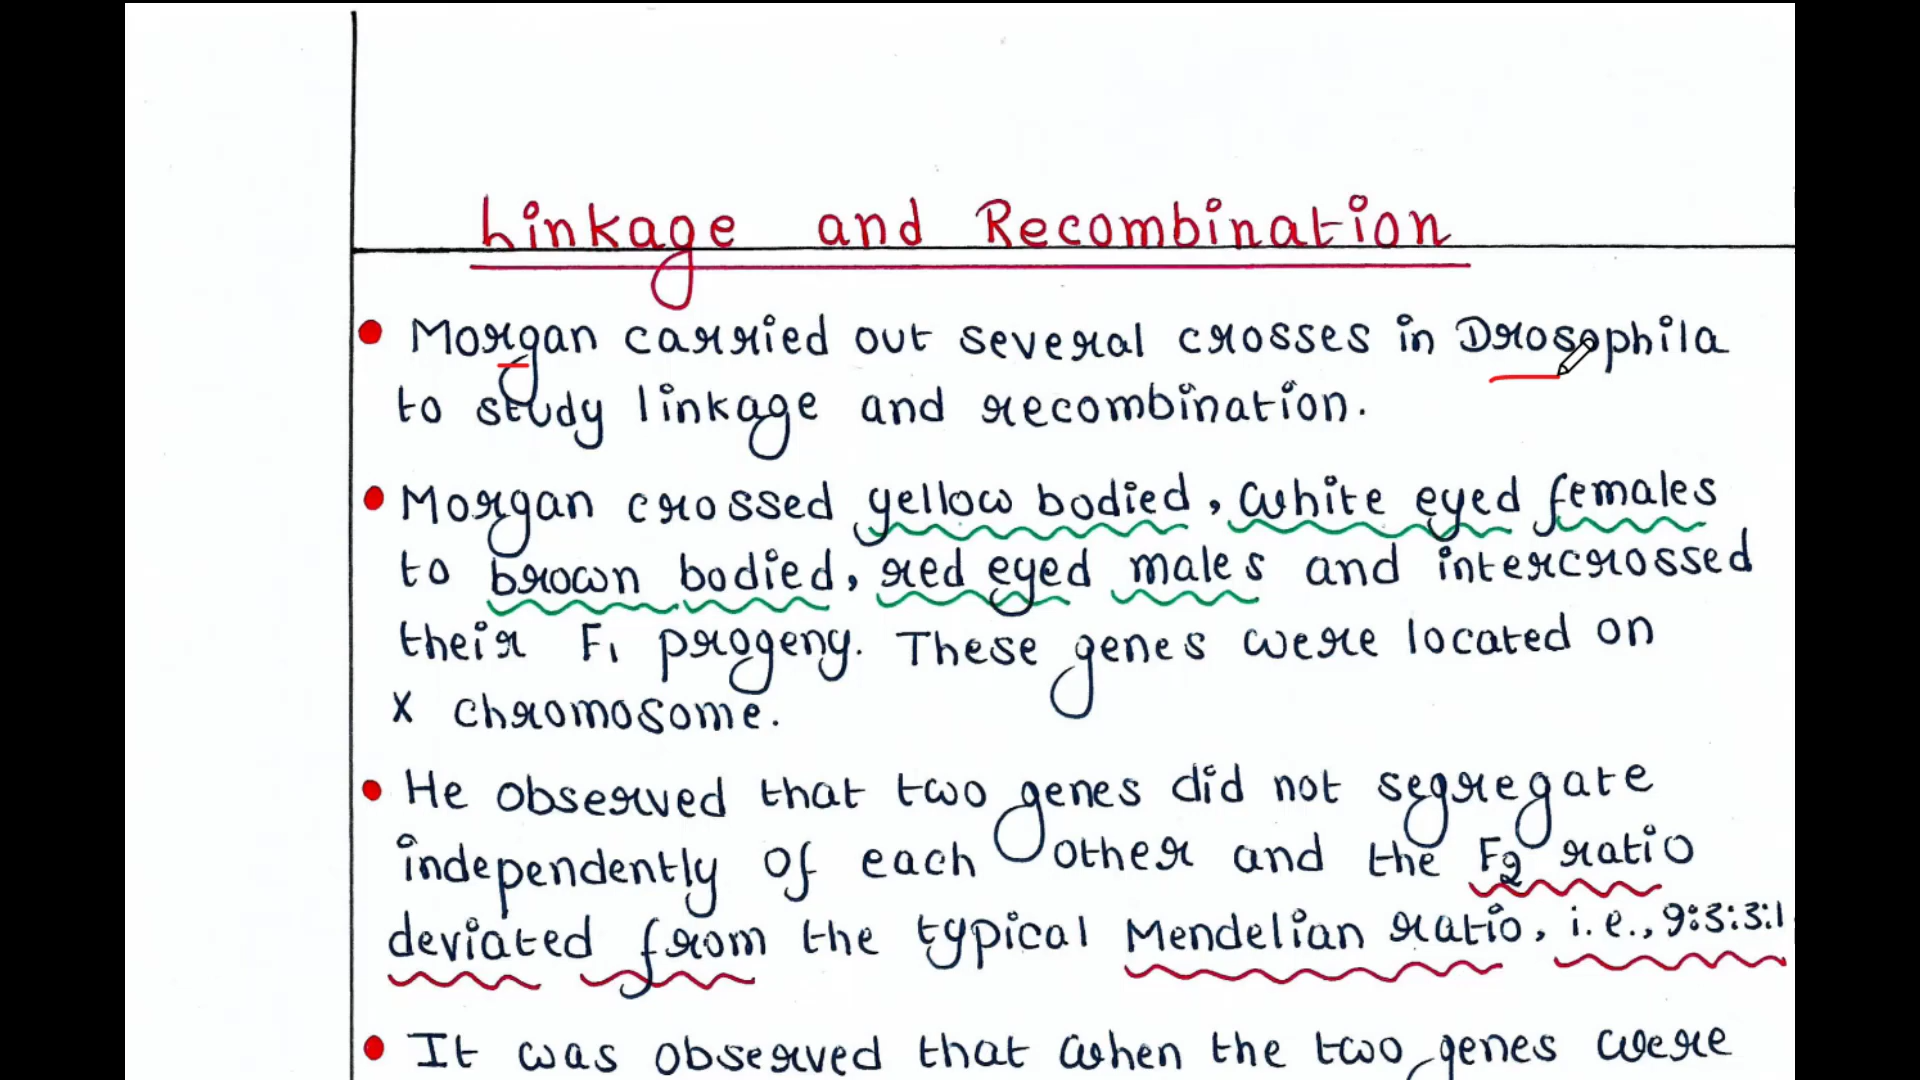 Linkage and Recombination
Morgan carried out several crosses in Drosophila
to study linkage and recombination.
Morgan crossed yellow bodied, white eyed females
to brown bodied, red eyed males and intercrossed
their F1 progeny. These genes were located on
X chromosome.
He observed that two genes did not segregate
independently of each other and the F2 ratio
deviated from the typical Mendelian ratio, i.e., 9:3:3:1
It was observed that when the two genes were